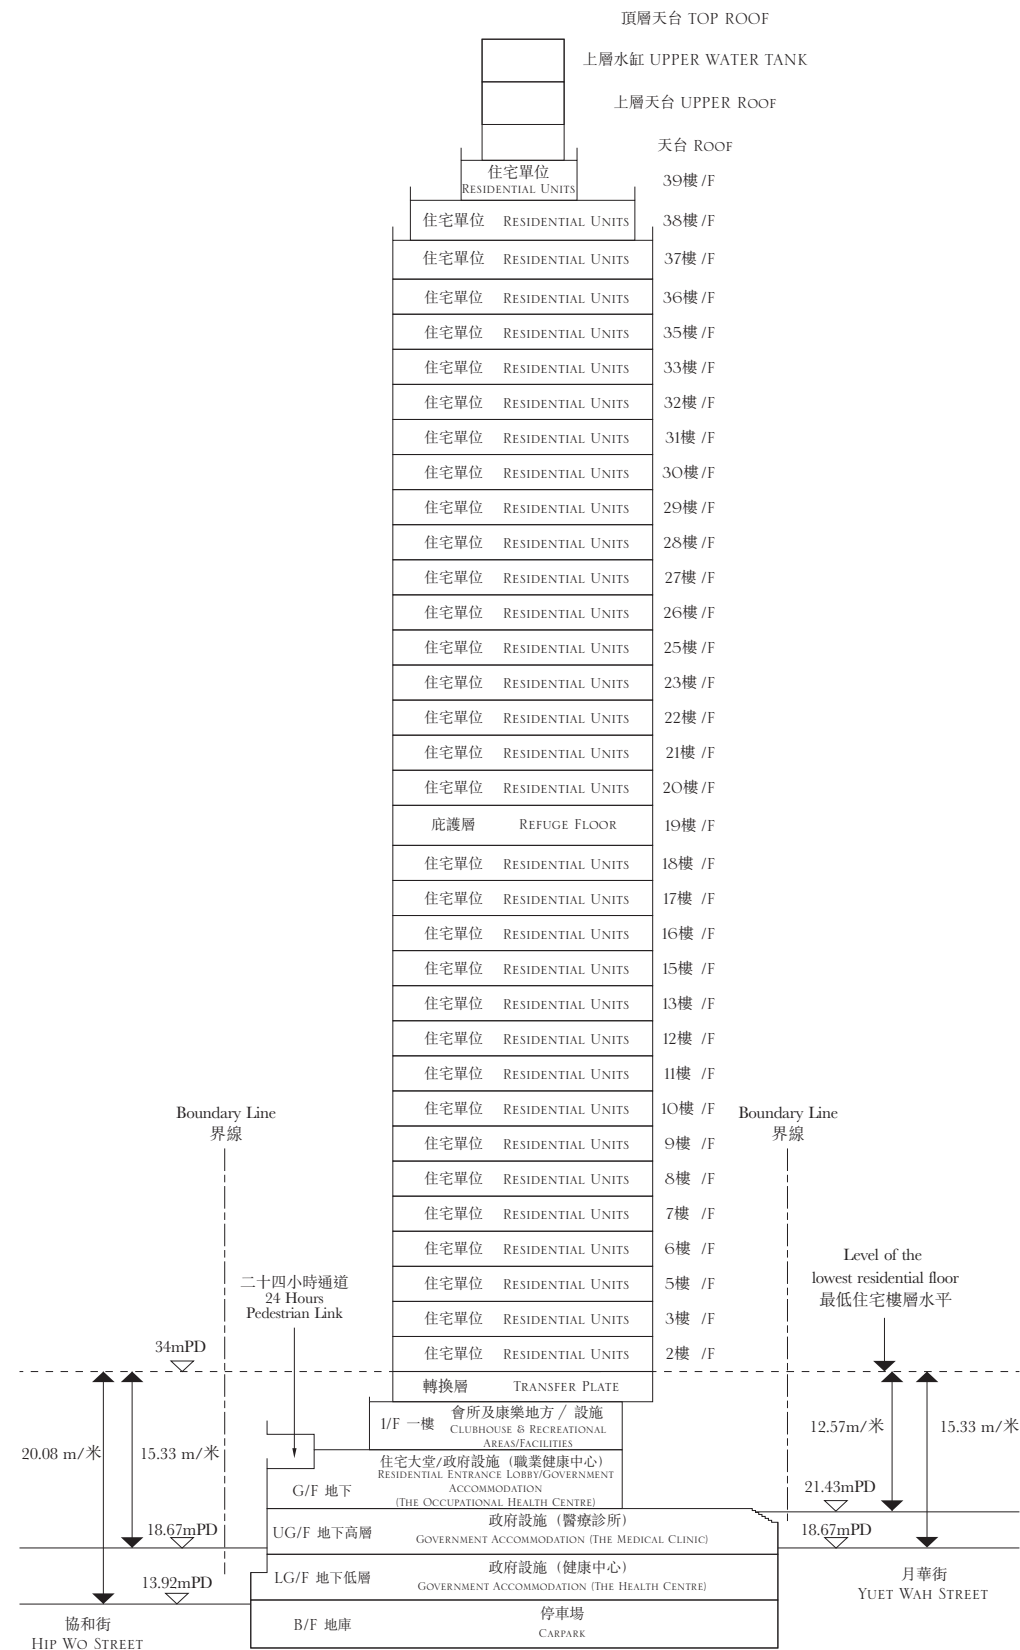 頂層天台 TOP ROOF
上層水缸 UPPER WATER TANK
上層天台 UPPER ROOF
天台 ROOF
住宅單位
RESIDENTIAL UNITS
39樓 /F
住宅單位 RESIDENTIAL UNITS 38樓 /F
住宅單位 RESIDENTIAL UNITS 37樓 /F
住宅單位 RESIDENTIAL UNITS 36樓 /F
住宅單位 RESIDENTIAL UNITS 35樓 /F
住宅單位 RESIDENTIAL UNITS 33樓 /F
住宅單位 RESIDENTIAL UNITS 32樓 /F
住宅單位 RESIDENTIAL UNITS 31樓 /F
住宅單位 RESIDENTIAL UNITS 30樓 /F
住宅單位 RESIDENTIAL UNITS 29樓 /F
住宅單位 RESIDENTIAL UNITS 28樓 /F
住宅單位 RESIDENTIAL UNITS 27樓 /F
住宅單位 RESIDENTIAL UNITS 26樓 /F
住宅單位 RESIDENTIAL UNITS 25樓 /F
住宅單位 RESIDENTIAL UNITS 23樓 /F
住宅單位 RESIDENTIAL UNITS 22樓 /F
住宅單位 RESIDENTIAL UNITS 21樓 /F
住宅單位 RESIDENTIAL UNITS 20樓 /F
庇護層 REFUGE FLOOR 19樓 /F
住宅單位 RESIDENTIAL UNITS 18樓 /F
住宅單位 RESIDENTIAL UNITS 17樓 /F
住宅單位 RESIDENTIAL UNITS 16樓 /F
住宅單位 RESIDENTIAL UNITS 15樓 /F
住宅單位 RESIDENTIAL UNITS 13樓 /F
住宅單位 RESIDENTIAL UNITS 12樓 /F
住宅單位 RESIDENTIAL UNITS 11樓 /F
住宅單位 RESIDENTIAL UNITS 10樓 /F
住宅單位 RESIDENTIAL UNITS 9樓 /F
住宅單位 RESIDENTIAL UNITS 8樓 /F
住宅單位 RESIDENTIAL UNITS 7樓 /F
住宅單位 RESIDENTIAL UNITS 6樓 /F
住宅單位 RESIDENTIAL UNITS 5樓 /F
住宅單位 RESIDENTIAL UNITS 3樓 /F
住宅單位 RESIDENTIAL UNITS 2樓 /F
轉換層 TRANSFER PLATE
1/F 一樓
會所及康樂地方 / 設施
CLUBHOUSE & RECREATIONAL
AREAS/FACILITIES
G/F 地下
住宅大堂/政府設施（職業健康中心）
RESIDENTIAL ENTRANCE LOBBY/GOVERNMENT
ACCOMMODATION
(THE OCCUPATIONAL HEALTH CENTRE)
UG/F 地下高層
政府設施（醫療診所）
GOVERNMENT ACCOMMODATION (THE MEDICAL CLINIC)
LG/F 地下低層
政府設施（健康中心）
GOVERNMENT ACCOMMODATION (THE HEALTH CENTRE)
B/F 地庫
停車場
CARPARK
Boundary Line
界線
二十四小時通道
24 Hours
Pedestrian Link
34mPD
20.08 m/米
15.33 m/米
18.67mPD
13.92mPD
協和街
HIP WO STREET
Boundary Line
界線
Level of the
lowest residential floor
最低住宅樓層水平
12.57m/米
15.33 m/米
21.43mPD
18.67mPD
月華街
YUET WAH STREET